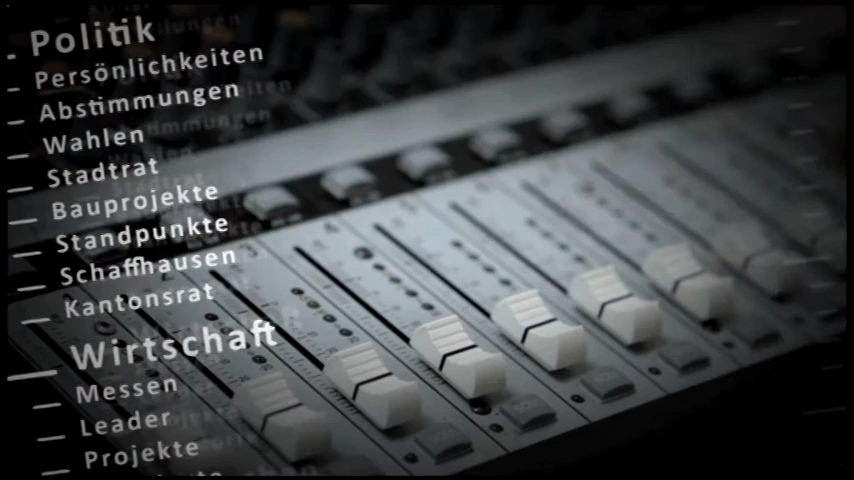 Politik
Persönlichkeiten
Abstimmungen
Wahlen
Stadtrat
Bauprojekte
Standpunkte
Schaffhausen
Kantonsrat
Wirtschaft
Messen
Leader
Projekte